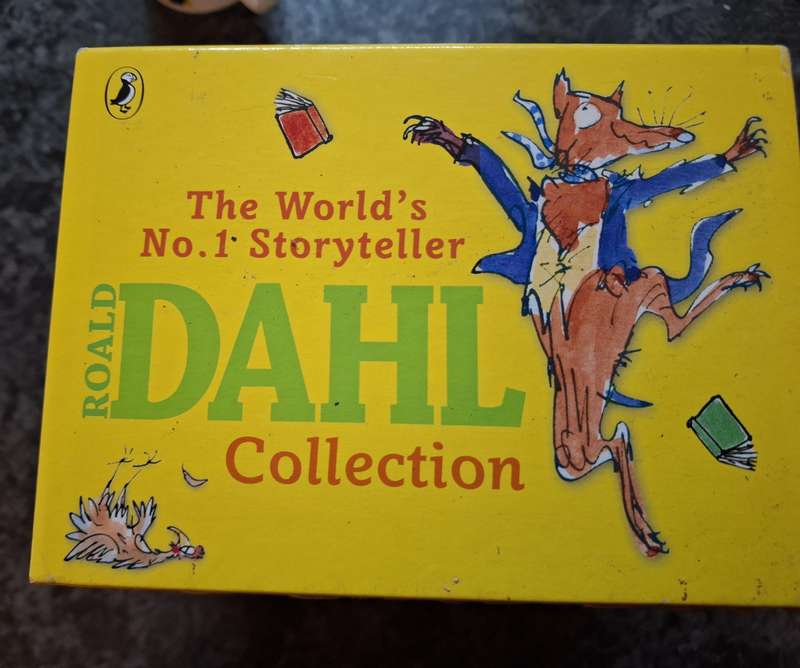 The World's
No.1 Storyteller
ROALD
DAHL
Collection